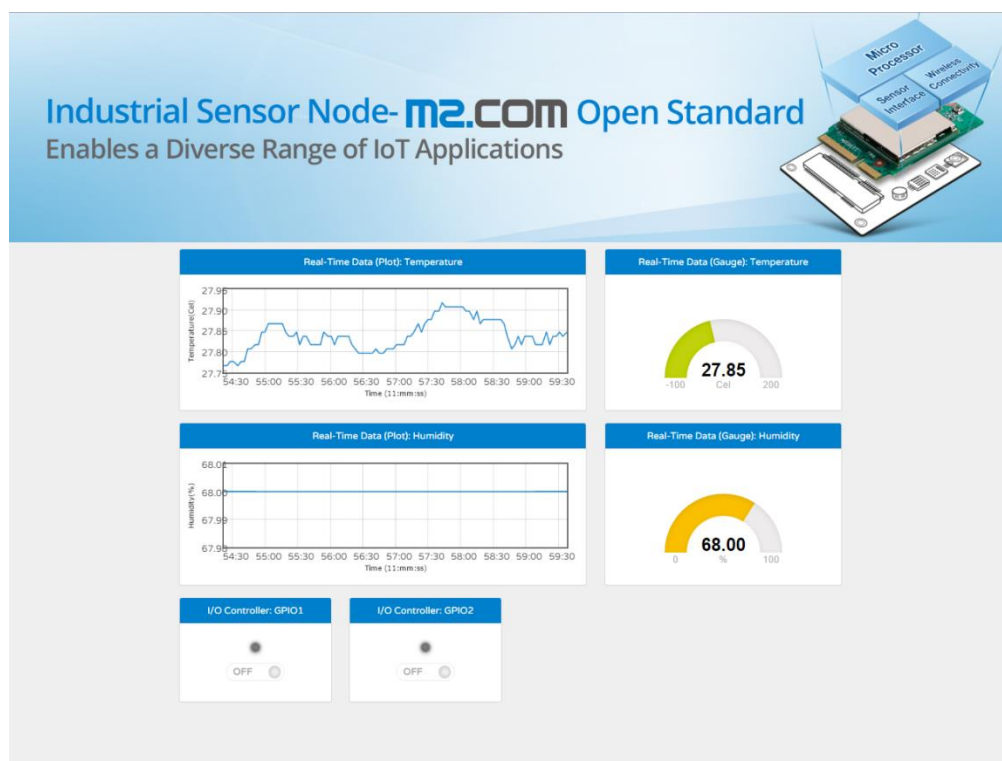 Industrial Sensor Node- m2.COM Open Standard
Enables a Diverse Range of IoT Applications
Micro
Processor
Sensor
Interface
Wireless
Connectivity
Real-Time Data (Plot): Temperature
Temperature(Cel)
27.95
27.90
27.85
27.80
27.75
54:30 55:00 55:30 56:00 56:30 57:00 57:30 58:00 58:30 59:00 59:30
Time (11:mm:ss)
Real-Time Data (Gauge): Temperature
27.85
-100 Cel 200
Real-Time Data (Plot): Humidity
Humidity(%)
68.01
68.00
67.99
67.98
54:30 55:00 55:30 56:00 56:30 57:00 57:30 58:00 58:30 59:00 59:30
Time (11:mm:ss)
Real-Time Data (Gauge): Humidity
68.00
0 % 100
I/O Controller: GPIO1
OFF
I/O Controller: GPIO2
OFF